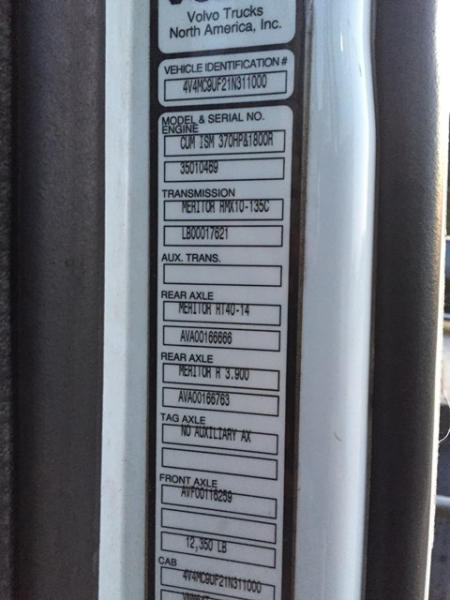 Volvo Trucks
North America, Inc.
VEHICLE IDENTIFICATION #
4V4MC9UF21N311000
MODEL & SERIAL NO.
ENGINE
CUM ISM 370HP&1800R
35010469
TRANSMISSION
MERITOR RMX10-135C
LB00017621
AUX. TRANS.
REAR AXLE
MERITOR RT40-14
AVA00166666
REAR AXLE
MERITOR R 3.900
AVA00166763
TAG AXLE
NO AUXILIARY AX
FRONT AXLE
AVF00116259
12,350 LB
CAB
4V4MC9UF21N311000